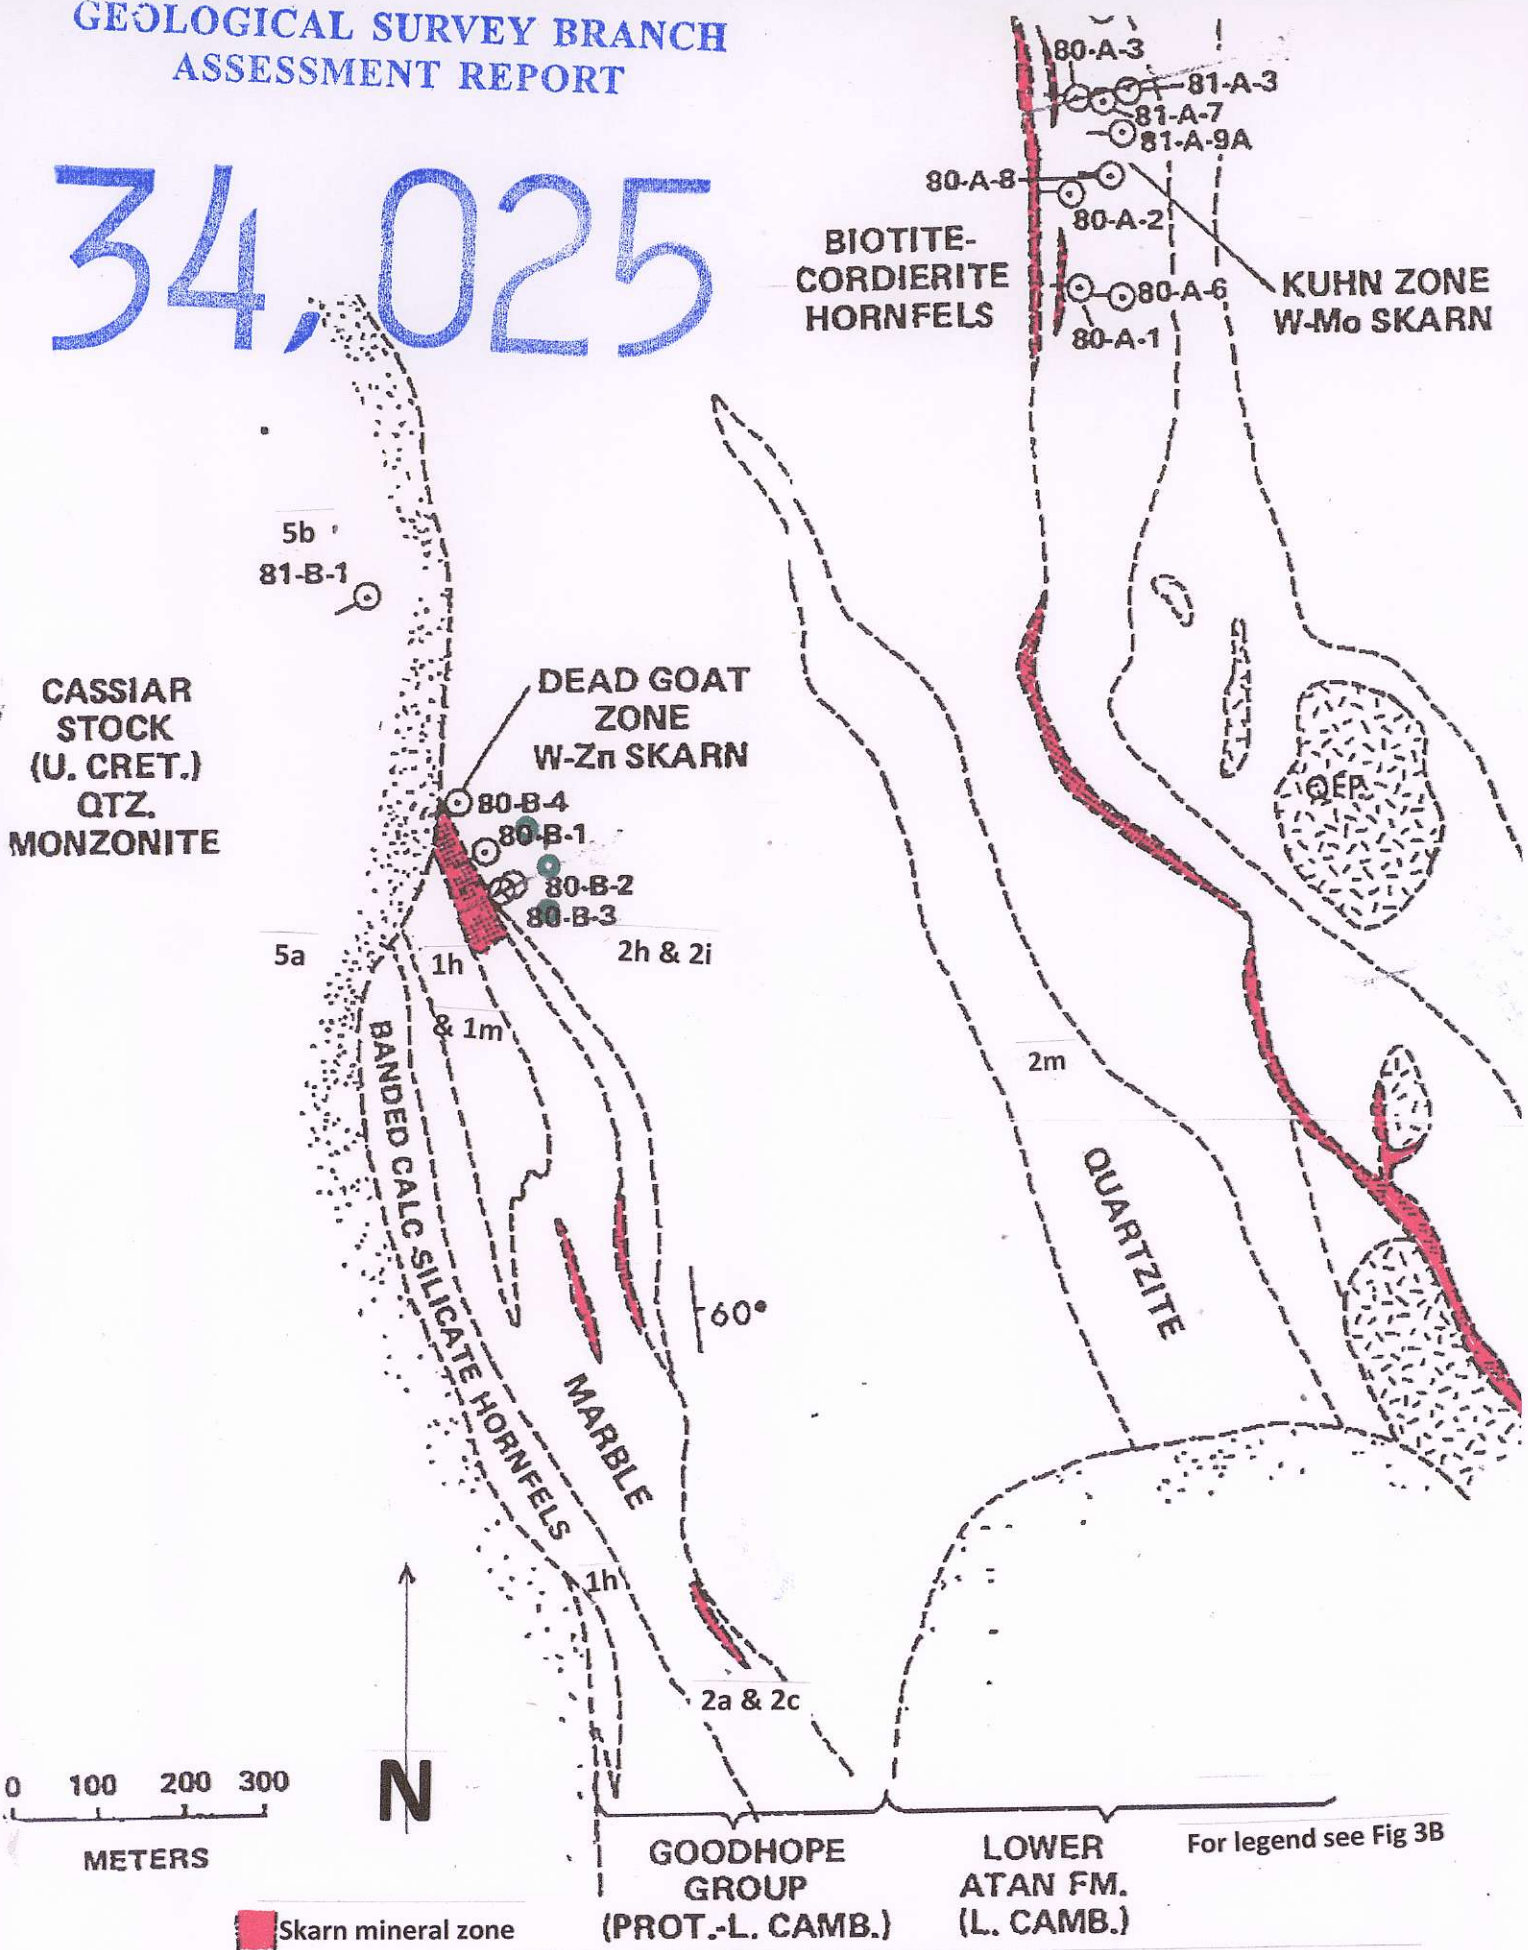 GEOLOGICAL SURVEY BRANCH
ASSESSMENT REPORT
34,025
80-A-3
81-A-3
81-A-7
81-A-9A
80-A-8
80-A-2
BIOTITE-
CORDIERITE
HORNFELS
80-A-6
80-A-1
KUHN ZONE
W-Mo SKARN
5b
81-B-1
CASSIAR
STOCK
(U. CRET.)
QTZ.
MONZONITE
DEAD GOAT
ZONE
W-Zn SKARN
80-B-4
80-B-1
80-B-2
80-B-3
5a
1h
& 1m
2h & 2i
2m
BANDED CALC-SILICATE HORNFELS
MARBLE
60°
QUARTZITE
1h
2a & 2c
0 100 200 300
METERS
N
GOODHOPE
GROUP
(PROT.-L. CAMB.)
LOWER
ATAN FM.
(L. CAMB.)
For legend see Fig 3B
Skarn mineral zone